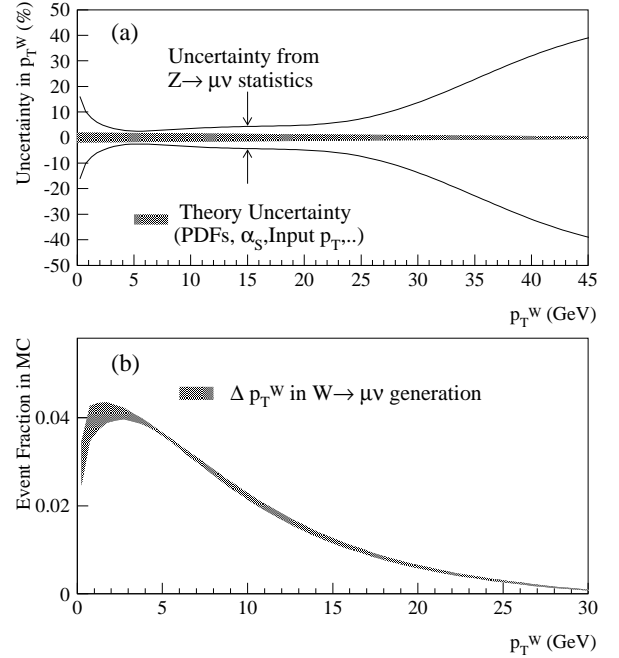 Uncertainty in p_T^W (%)
50
40
30
20
10
0
-10
-20
-30
-40
-50
(a)
Uncertainty from
Z→ μν statistics
Theory Uncertainty
(PDFs, α_S,Input p_T,..)
0 5 10 15 20 25 30 35 40 45
p_T^W (GeV)
Event Fraction in MC
0.04
0.02
0
(b)
Δ p_T^W in W→ μν generation
0 5 10 15 20 25 30
p_T^W (GeV)